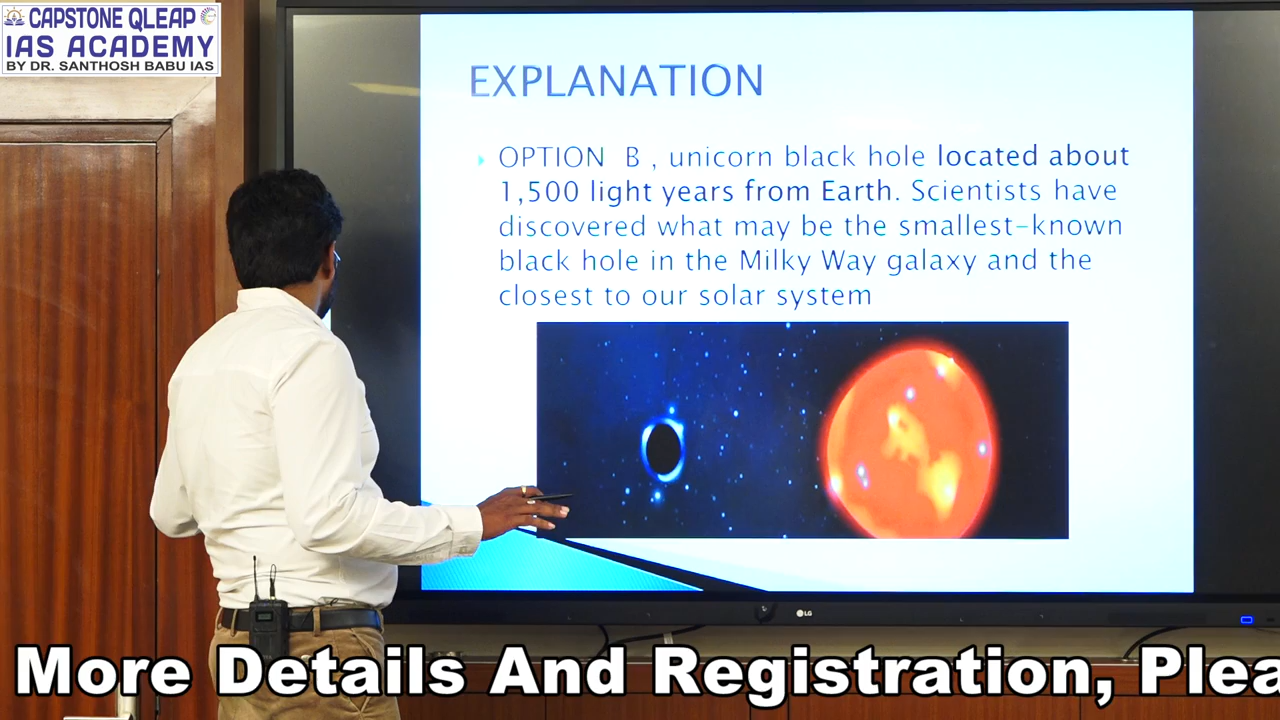 CAPSTONE QLEAP
IAS ACADEMY
BY DR. SANTHOSH BABU IAS
EXPLANATION
OPTION B , unicorn black hole located about
1,500 light years from Earth. Scientists have
discovered what may be the smallest-known
black hole in the Milky Way galaxy and the
closest to our solar system
LG
More Details And Registration, Plea